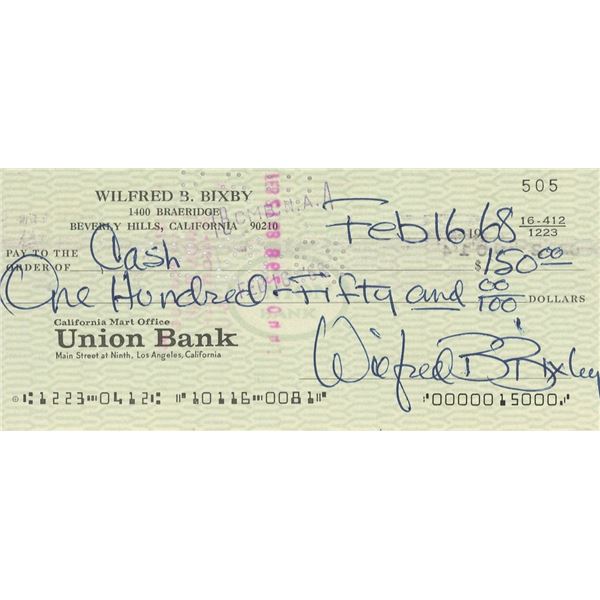 505
WILFRED B. BIXBY
1400 BRAERIDGE
BEVERLY HILLS, CALIFORNIA 90210
Feb 16 1968
16-412
1223
PAY TO THE
ORDER OF Cash $150.00
One Hundred - Fifty and 00/100 DOLLARS
California Mart Office
Union Bank
Main Street at Ninth, Los Angeles, California
BANK
Wilfred B Bixby
⑆1223⑉0412⑆ ⑈10116⑉0081⑈ ⑈0000015000⑈